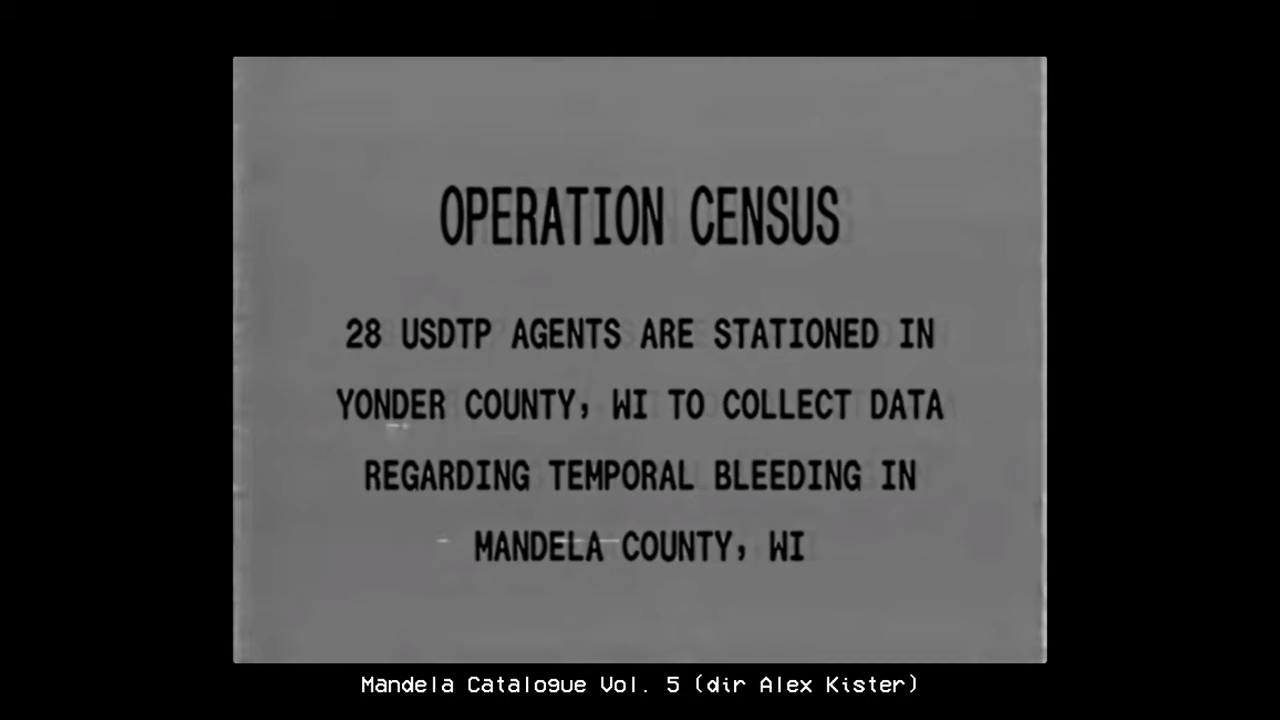 OPERATION CENSUS
28 USDTP AGENTS ARE STATIONED IN
YONDER COUNTY, WI TO COLLECT DATA
REGARDING TEMPORAL BLEEDING IN
MANDELA COUNTY, WI
Mandela Catalogue Vol. 5 (dir Alex Kister)